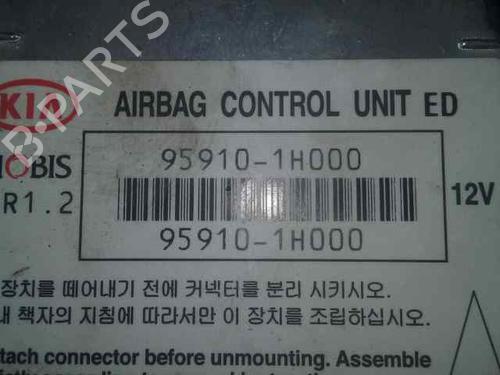 KIA
AIRBAG CONTROL UNIT ED
MOBIS
95910-1H000
R1.2
12V
95910-1H000
장치를 떼어내기 전에 커넥터를 분리 시키시오.
책자의 지침에 따라서만 이 장치를 조립하십시오.
tach connector before unmounting. Assemble
B-Parts